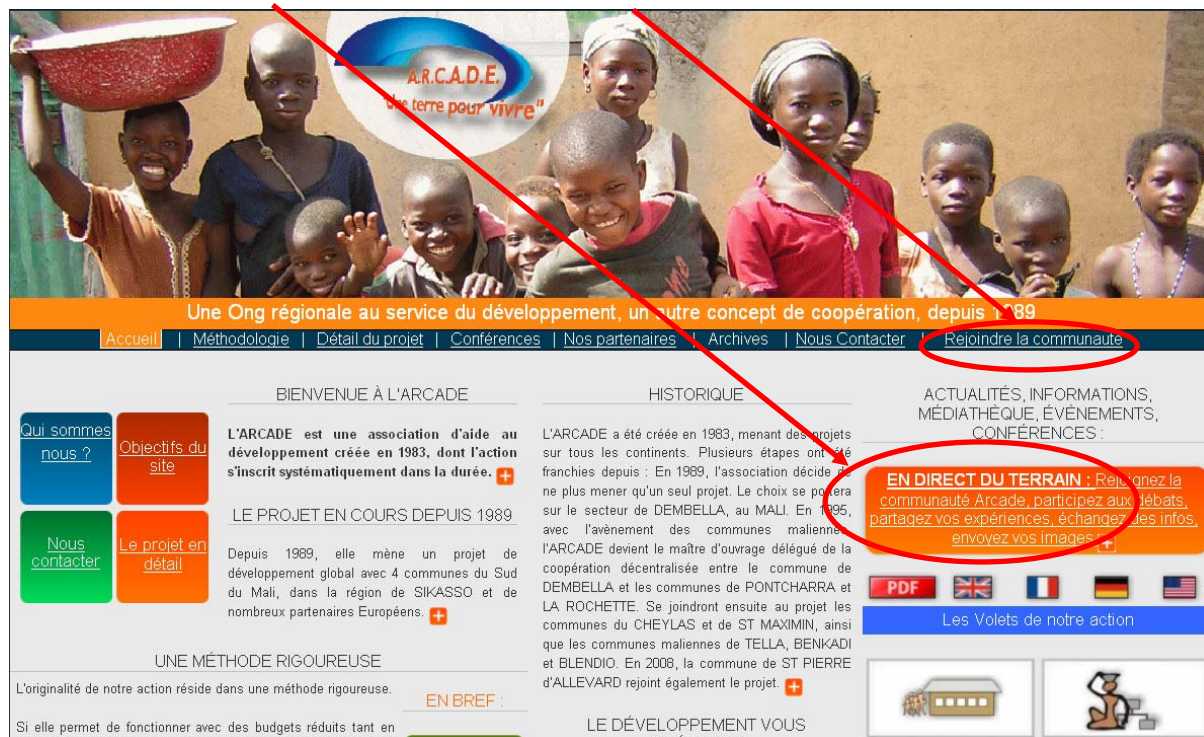 A.R.C.A.D.E.
"Une terre pour vivre"
Une Ong régionale au service du développement, un autre concept de coopération, depuis 1989
Accueil | Méthodologie | Détail du projet | Conférences | Nos partenaires | Archives | Nous Contacter Rejoindre la communauté
Qui sommes
nous ?
Objectifs du
site
Nous
contacter
Le projet en
détail
BIENVENUE À L'ARCADE
L'ARCADE est une association d'aide au
développement créée en 1983, dont l'action
s'inscrit systématiquement dans la durée.
LE PROJET EN COURS DEPUIS 1989
Depuis 1989, elle mène un projet de
développement global avec 4 communes du Sud
du Mali, dans la région de SIKASSO et de
nombreux partenaires Européens.
UNE MÉTHODE RIGOUREUSE
L'originalité de notre action réside dans une méthode rigoureuse.
Si elle permet de fonctionner avec des budgets réduits tant en
EN BREF :
HISTORIQUE
L'ARCADE a été créée en 1983, menant des projets
sur tous les continents. Plusieurs étapes ont été
franchies depuis : En 1989, l'association décide de
ne plus mener qu'un seul projet. Le choix se portera
sur le secteur de DEMBELLA, au MALI. En 1995,
avec l'avènement des communes maliennes,
l'ARCADE devient le maître d'ouvrage délégué de la
coopération décentralisée entre le commune de
DEMBELLA et les communes de PONTCHARRA et
LA ROCHETTE. Se joindront ensuite au projet les
communes du CHEYLAS et de ST MAXIMIN, ainsi
que les communes maliennes de TELLA, BENKADI
et BLENDIO. En 2008, la commune de ST PIERRE
d'ALLEVARD rejoint également le projet.
LE DÉVELOPPEMENT VOUS
ACTUALITÉS, INFORMATIONS,
MÉDIATHÈQUE, ÉVÈNEMENTS,
CONFÉRENCES :
EN DIRECT DU TERRAIN : Rejoignez la
communauté Arcade, participez aux débats,
partagez vos expériences, échangez des infos,
envoyez vos images
PDF
Les Volets de notre action